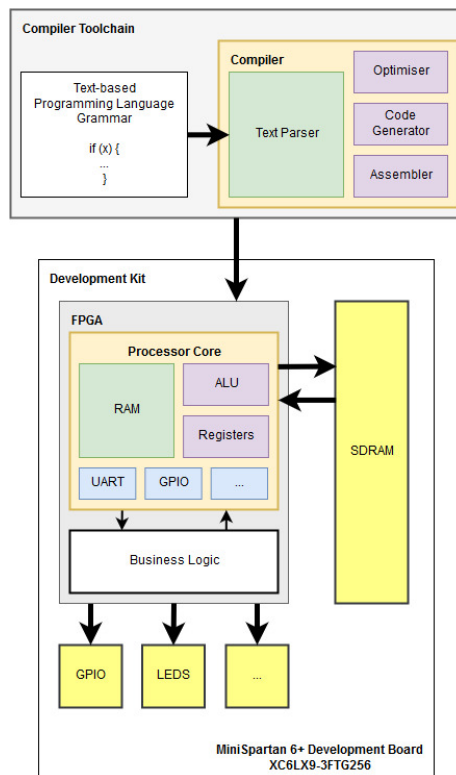 Compiler Toolchain
Text-based
Programming Language
Grammar
if (x) {
...
}
Compiler
Text Parser
Optimiser
Code
Generator
Assembler
Development Kit
FPGA
Processor Core
RAM
ALU
Registers
UART
GPIO
...
SDRAM
Business Logic
GPIO
LEDS
...
MiniSpartan 6+ Development Board
XC6LX9-3FTG256